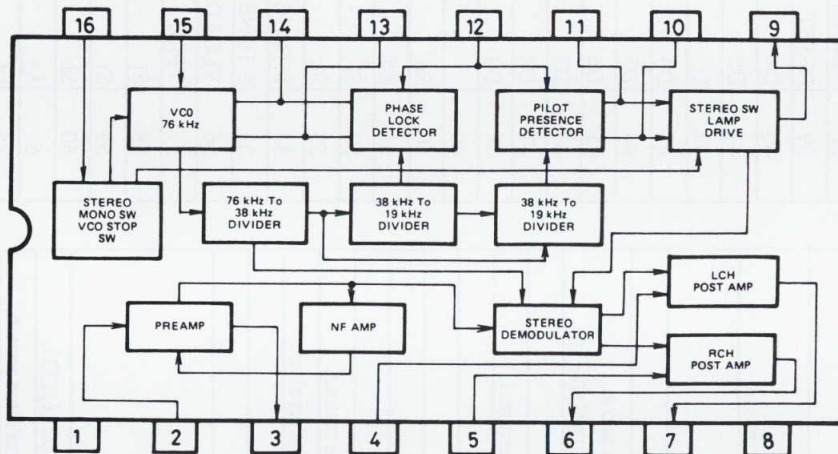 16 15 14 13 12 11 10 9
VCO
76 kHz
PHASE
LOCK
DETECTOR
PILOT
PRESENCE
DETECTOR
STEREO SW
LAMP
DRIVE
STEREO
MONO SW
VCO STOP
SW
76 kHz To
38 kHz
DIVIDER
38 kHz To
19 kHz
DIVIDER
38 kHz To
19 kHz
DIVIDER
PREAMP
NF AMP
STEREO
DEMODULATOR
LCH
POST AMP
RCH
POST AMP
1 2 3 4 5 6 7 8